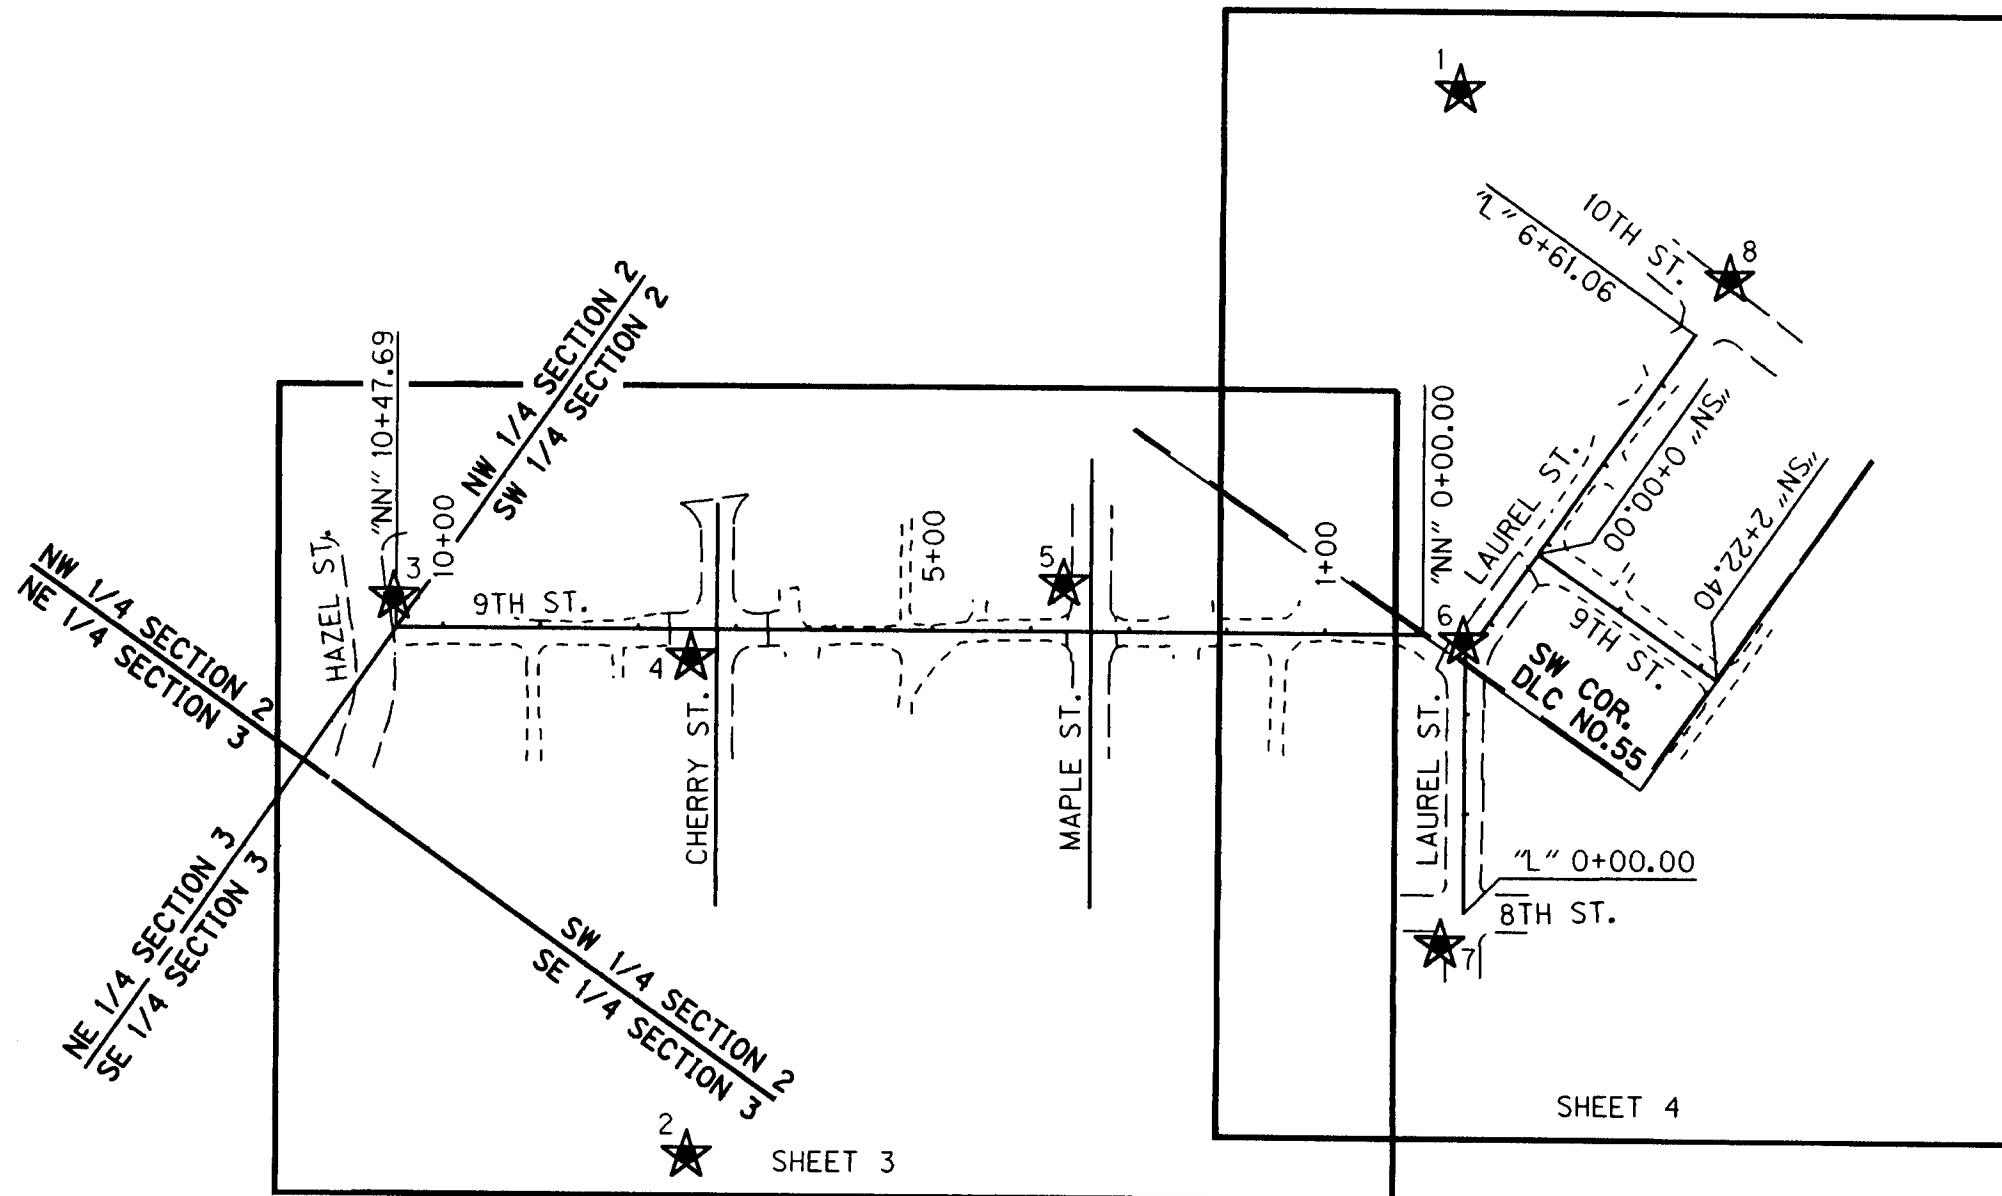 1
10TH ST.
8
"L" 6+61.06
NW 1/4 SECTION 2
SW 1/4 SECTION 2
"NN" 10+47.69
"NN" 0+00.00
"SN" 0+00.00
"SN" 2+22.40
LAUREL ST.
10+00
5+00
1+00
HAZEL ST.
3
9TH ST.
5
6
4
9TH ST.
NW 1/4 SECTION 2
NE 1/4 SECTION 3
SW COR.
DLC NO.55
CHERRY ST.
MAPLE ST.
LAUREL ST.
"L" 0+00.00
8TH ST.
7
NE 1/4 SECTION 3
SE 1/4 SECTION 3
SW 1/4 SECTION 2
SE 1/4 SECTION 3
2
SHEET 3
SHEET 4